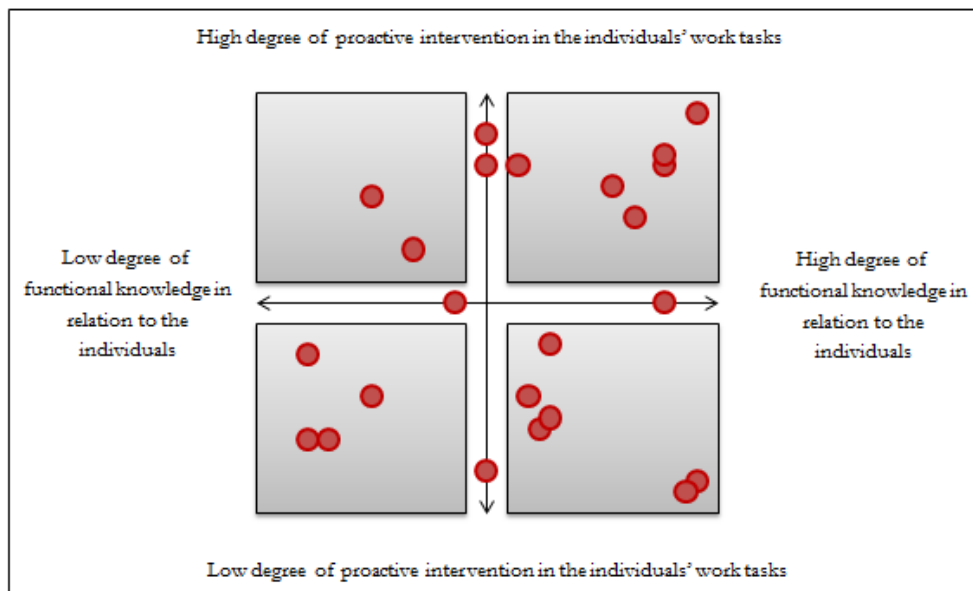 High degree of proactive intervention in the individuals' work tasks
Low degree of
functional knowledge in
relation to the
individuals
High degree of
functional knowledge in
relation to the
individuals
Low degree of proactive intervention in the individuals' work tasks